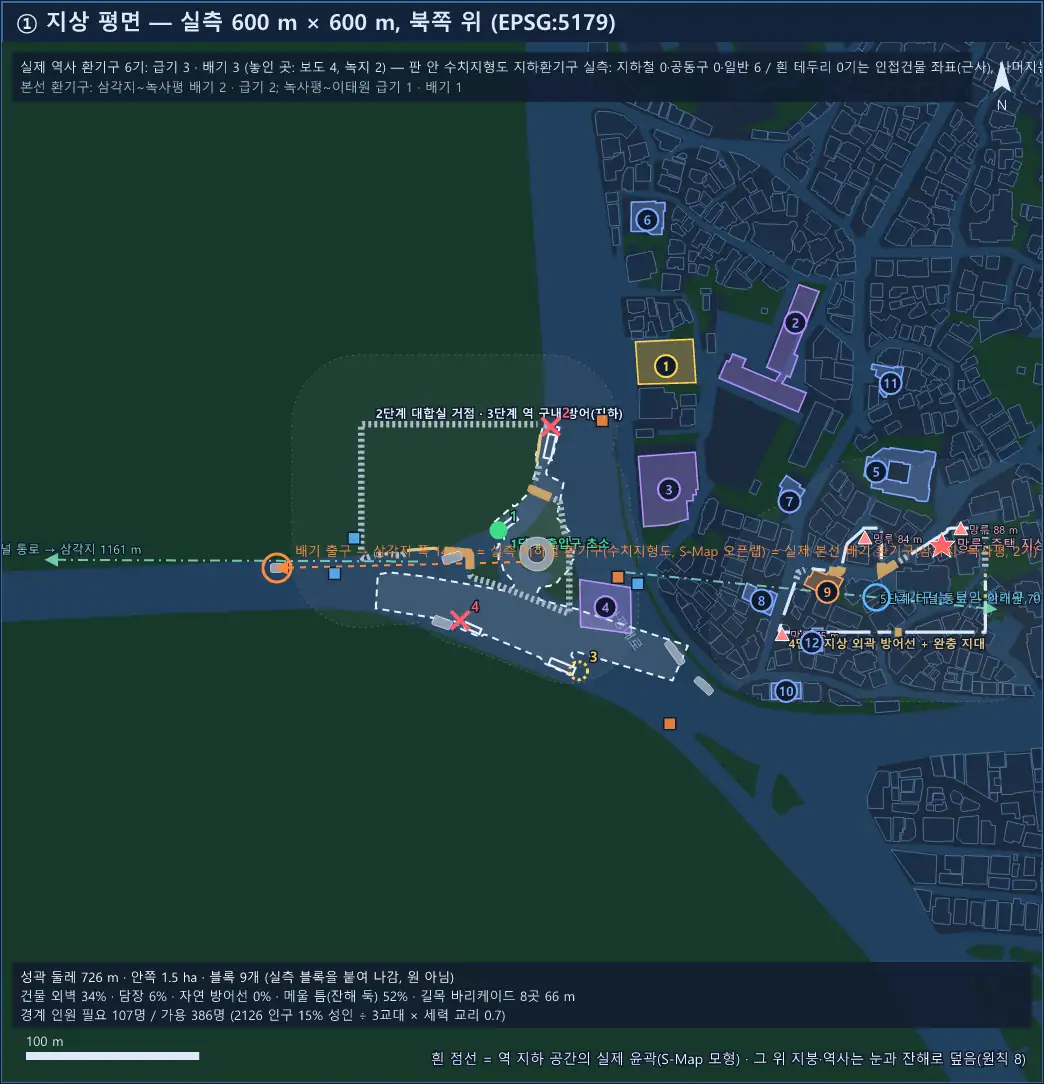 ① 지상 평면 — 실측 600 m × 600 m, 북쪽 위 (EPSG:5179)
실제 역사 환기구 6기: 급기 3 · 배기 3 (놓인 곳: 보도 4, 녹지 2) — 판 안 수치지형도 지하환기구 실측: 지하철 0·공동구 0·일반 6 / 흰 테두리 0기는 인접건물 좌표(근사),
본선 환기구: 삼각지~녹사평 배기 2 · 급기 2; 녹사평~이태원 급기 1 · 배기 1
N
6
2
1
11
2단계 대합실 거점 · 3단계 역 구내 방어(지하)
2
5
3
7
1
망루 88 m
망루 84 m
널 통로 → 삼각지 1161 m
배기 출구
9
8
4
4
12
지상 외곽 방어선 + 완충 지대
3
10
성곽 둘레 726 m · 안쪽 1.5 ha · 블록 9개 (실측 블록을 붙여 나감, 원 아님)
건물 외벽 34% · 담장 6% · 자연 방어선 0% · 메울 틈(잔해 둑) 52% · 길목 바리케이드 8곳 66 m
경계 인원 필요 107명 / 가용 386명 (2126 인구 15% 성인 ÷ 3교대 × 세력 교리 0.7)
100 m
흰 점선 = 역 지하 공간의 실제 윤곽(S-Map 모형) · 그 위 지붕·역사는 눈과 잔해로 덮음(원칙 8)